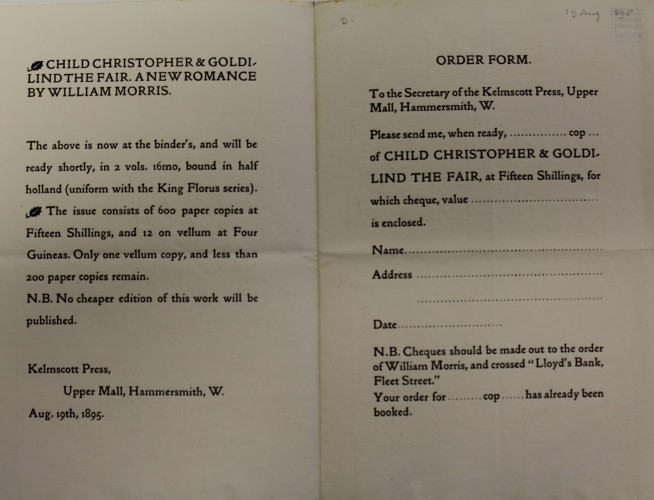 CHILD CHRISTOPHER & GOLDI-
LIND THE FAIR. A NEW ROMANCE
BY WILLIAM MORRIS.
The above is now at the binder's, and will be
ready shortly, in 2 vols. 16mo, bound in half
holland (uniform with the King Florus series).
The issue consists of 600 paper copies at
Fifteen Shillings, and 12 on vellum at Four
Guineas. Only one vellum copy, and less than
200 paper copies remain.
N.B. No cheaper edition of this work will be
published.
Kelmscott Press,
Upper Mall, Hammersmith, W.
Aug. 19th, 1895.
19 Aug 1895
ORDER FORM.
To the Secretary of the Kelmscott Press, Upper
Mall, Hammersmith, W.
Please send me, when ready, ............... cop ...
of CHILD CHRISTOPHER & GOLDI-
LIND THE FAIR, at Fifteen Shillings, for
which cheque, value ..................................
is enclosed.
Name......................................................
Address ..................................................
..................................................
Date............................
N.B. Cheques should be made out to the order
of William Morris, and crossed "Lloyd's Bank,
Fleet Street."
Your order for ......... cop ...... has already been
booked.